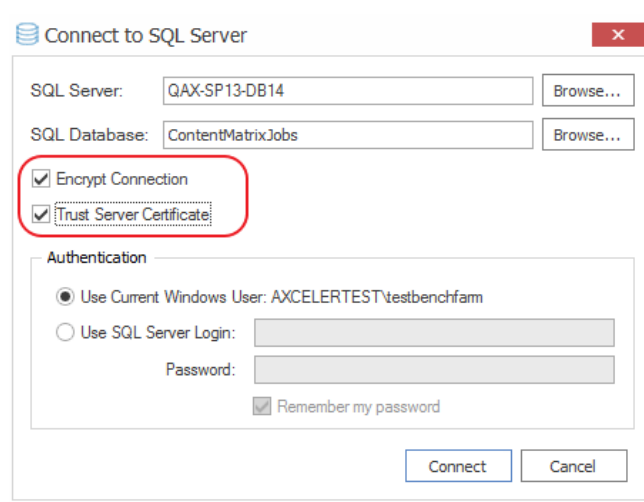 Connect to SQL Server
SQL Server: QAX-SP13-DB14 Browse...
SQL Database: ContentMatrixJobs Browse...
Encrypt Connection
Trust Server Certificate
Authentication
Use Current Windows User: AXCELERTEST\testbenchfarm
Use SQL Server Login:
Password:
Remember my password
Connect Cancel